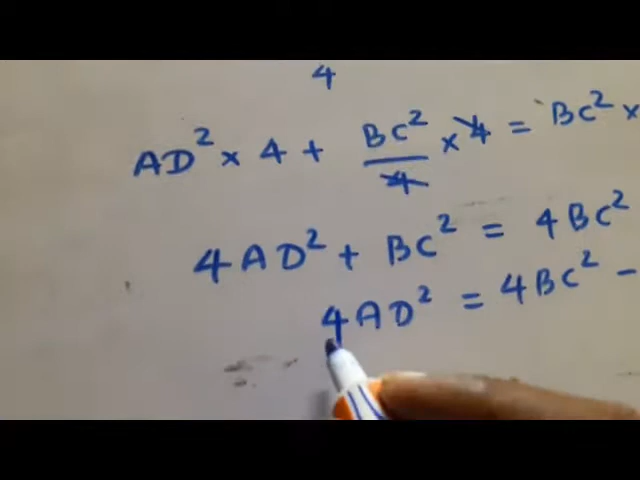 4
AD² × 4 + BC²/4 × 4 = BC² ×
4AD² + BC² = 4BC²
4AD² = 4BC² -